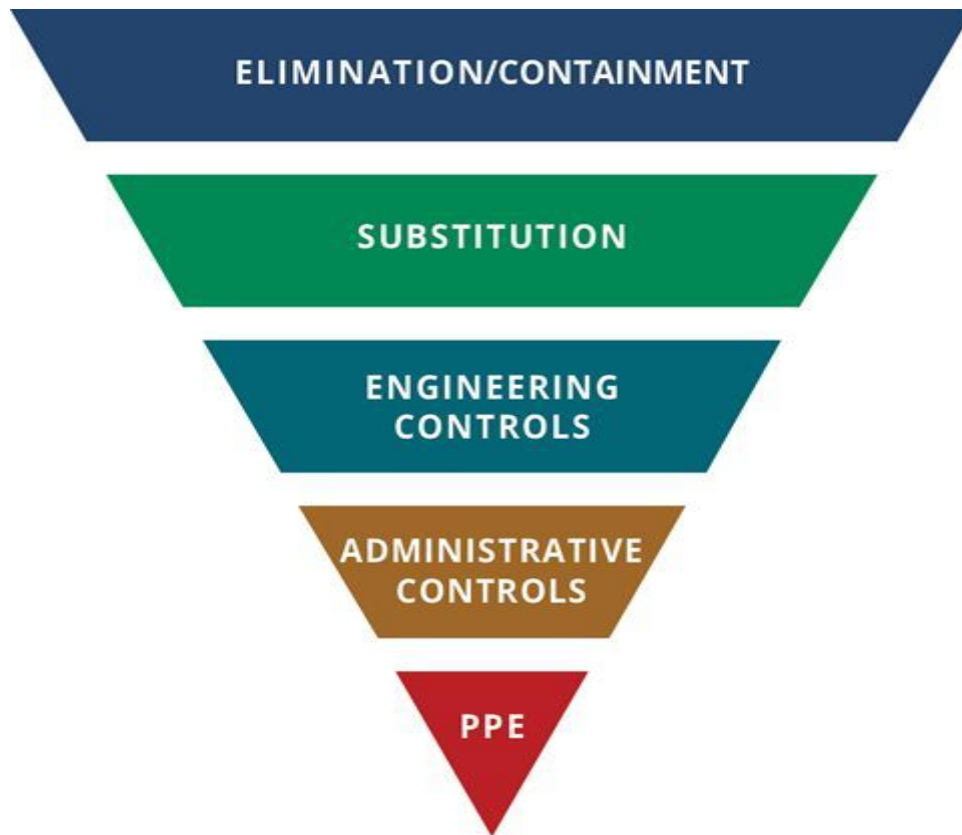 ELIMINATION/CONTAINMENT
SUBSTITUTION
ENGINEERING
CONTROLS
ADMINISTRATIVE
CONTROLS
PPE